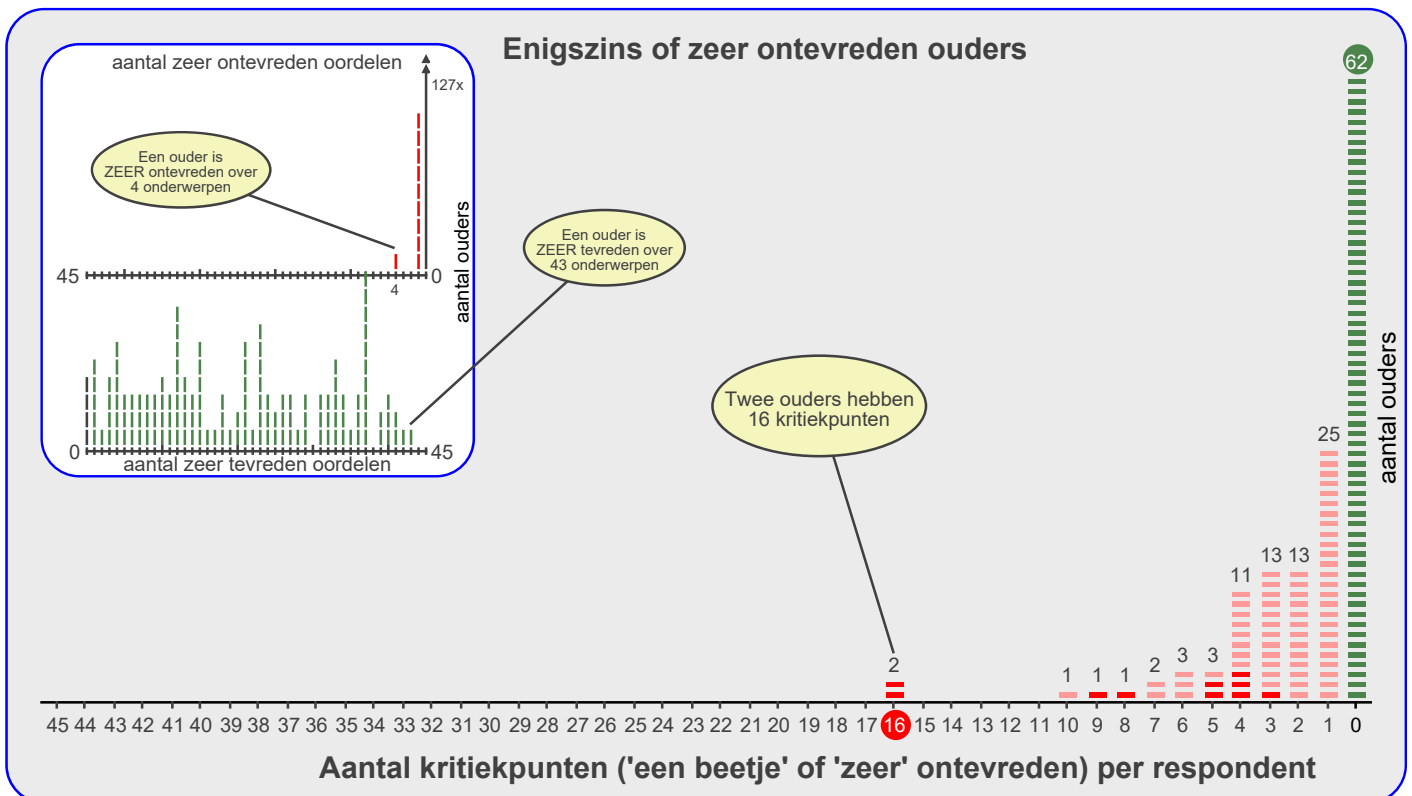 Enigszins of zeer ontevreden ouders
aantal zeer ontevreden oordelen
127x
Een ouder is
ZEER ontevreden over
4 onderwerpen
45
0
4
aantal ouders
Een ouder is
ZEER tevreden over
43 onderwerpen
0
45
aantal zeer tevreden oordelen
Twee ouders hebben
16 kritiekpunten
62
aantal ouders
2 1 1 1 2 3 3 11 13 13 25
45 44 43 42 41 40 39 38 37 36 35 34 33 32 31 30 29 28 27 26 25 24 23 22 21 20 19 18 17 16 15 14 13 12 11 10 9 8 7 6 5 4 3 2 1 0
Aantal kritiekpunten ('een beetje' of 'zeer' ontevreden) per respondent